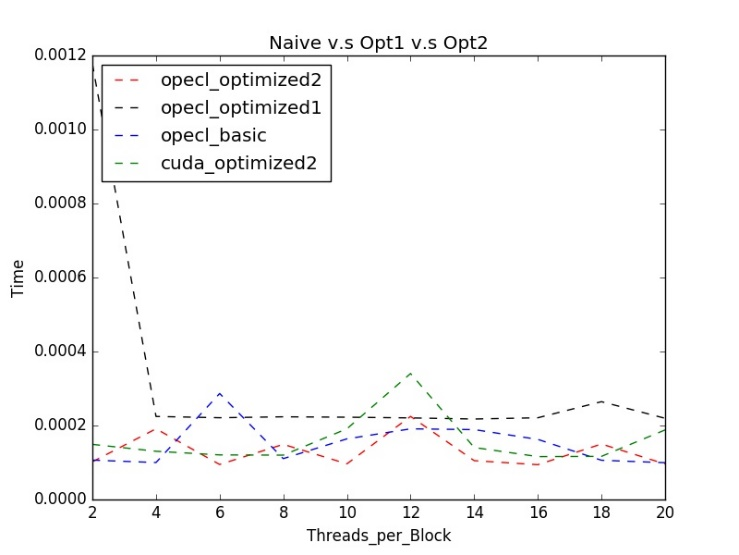 Naive v.s Opt1 v.s Opt2
0.0012
0.0010
0.0008
0.0006
0.0004
0.0002
0.0000
Time
opecl_optimized2
opecl_optimized1
opecl_basic
cuda_optimized2
2 4 6 8 10 12 14 16 18 20
Threads_per_Block